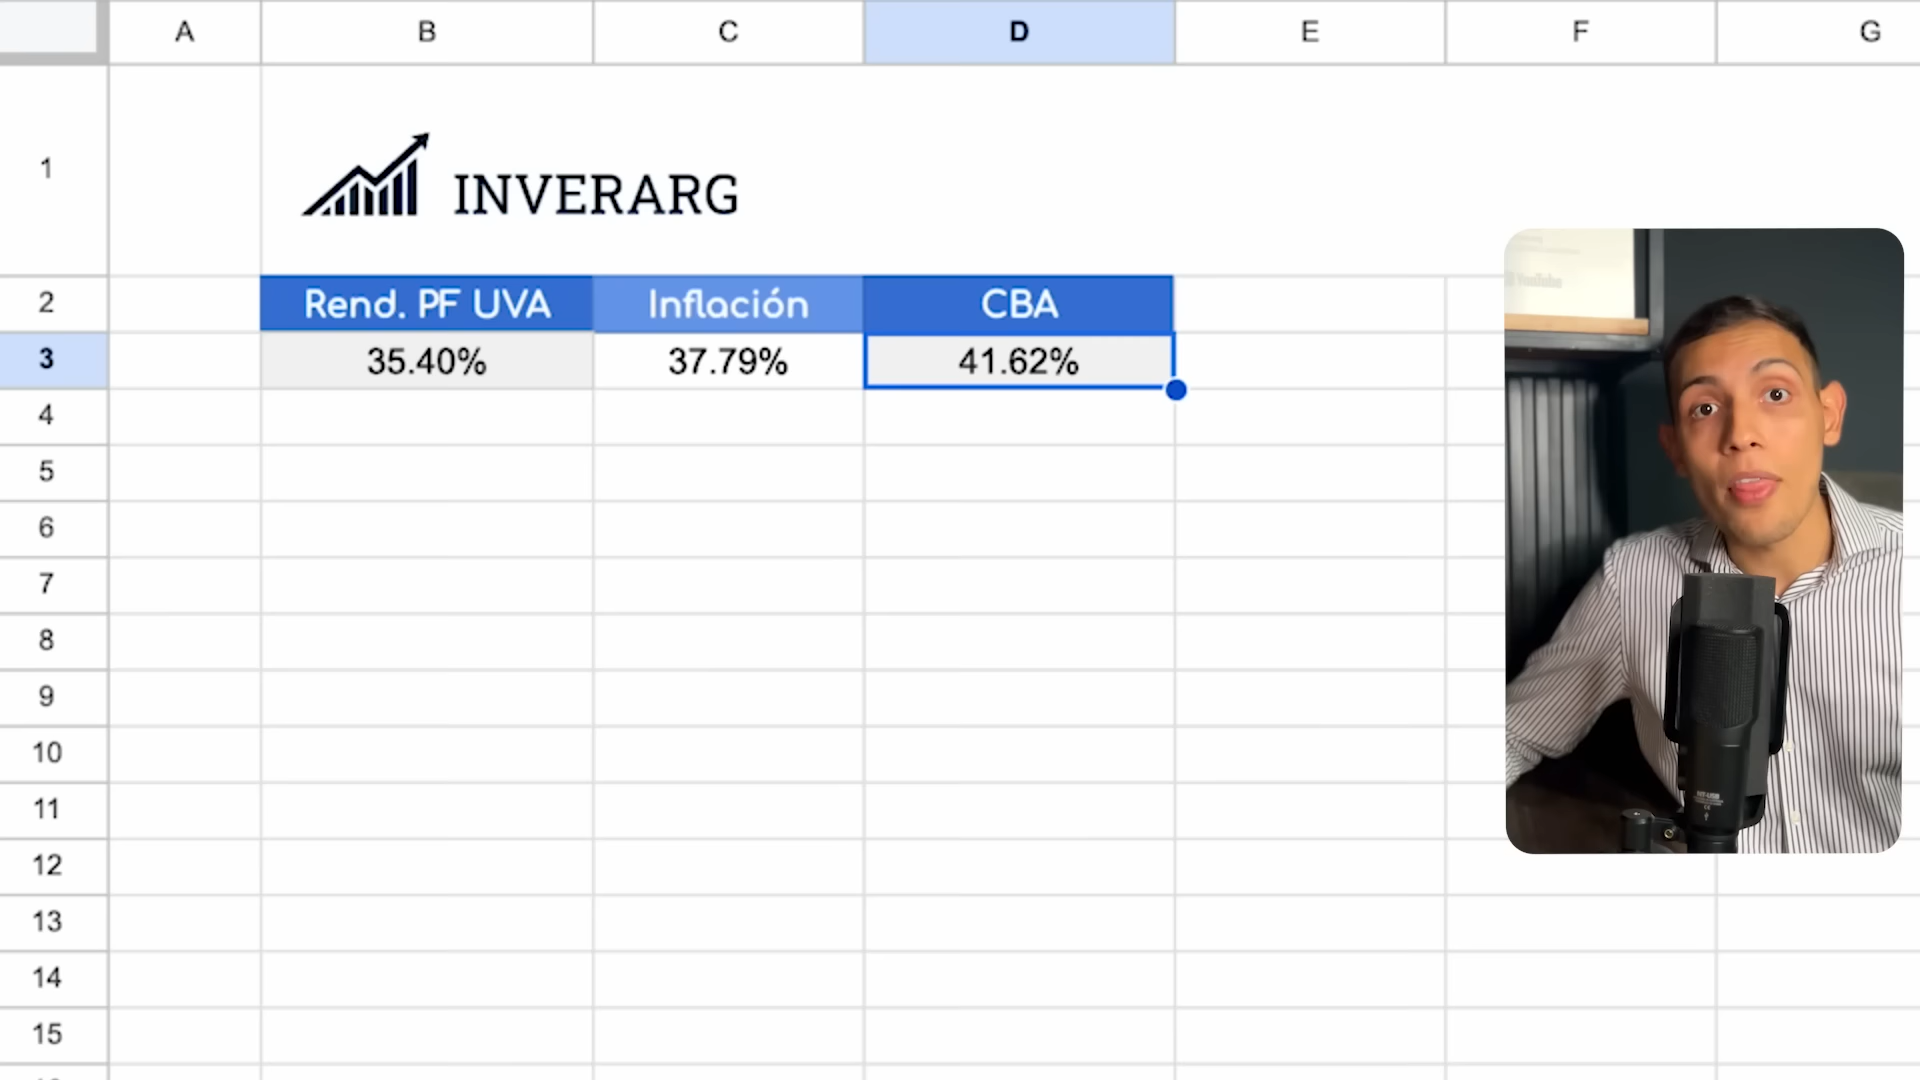 A B C D E F G
1
INVERARG
2 Rend. PF UVA Inflación CBA
3 35.40% 37.79% 41.62%
4
5
6
7
8
9
10
11
12
13
14
15
YouTube